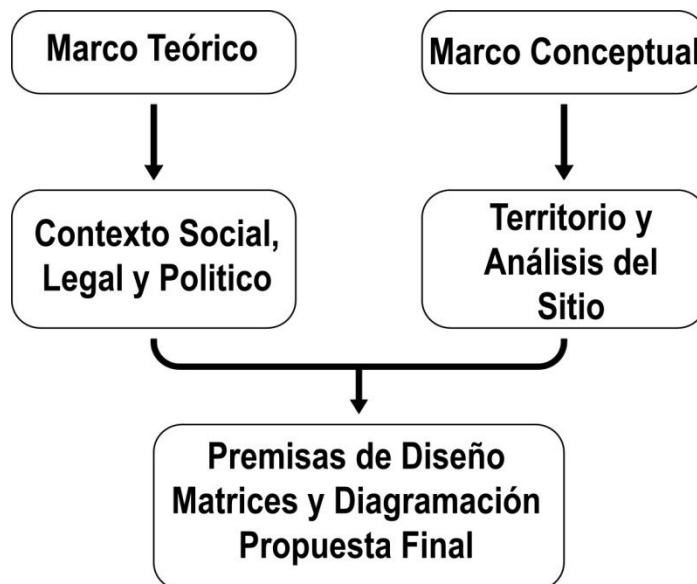 Marco Teórico
Marco Conceptual
Contexto Social,
Legal y Politico
Territorio y
Análisis del
Sitio
Premisas de Diseño
Matrices y Diagramación
Propuesta Final